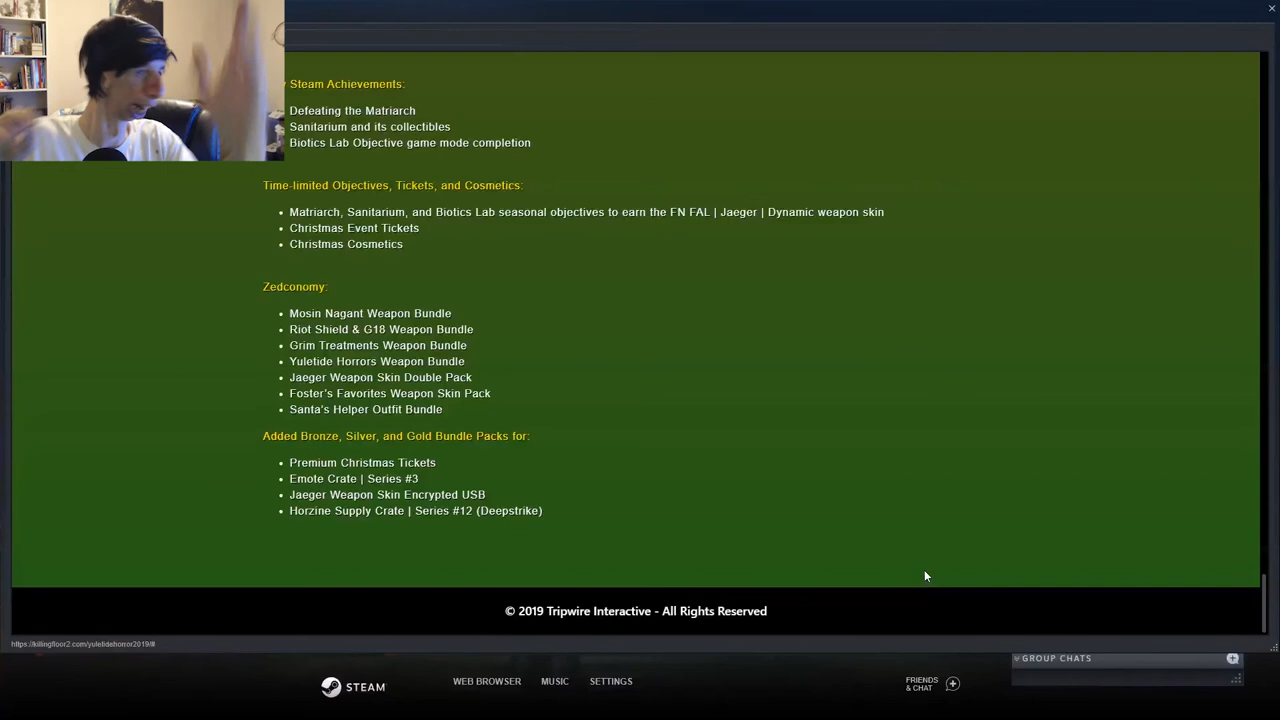 Steam Achievements:
Defeating the Matriarch
Sanitarium and its collectibles
Biotics Lab Objective game mode completion
Time-limited Objectives, Tickets, and Cosmetics:
• Matriarch, Sanitarium, and Biotics Lab seasonal objectives to earn the FN FAL | Jaeger | Dynamic weapon skin
• Christmas Event Tickets
• Christmas Cosmetics
Zedconomy:
• Mosin Nagant Weapon Bundle
• Riot Shield & G18 Weapon Bundle
• Grim Treatments Weapon Bundle
• Yuletide Horrors Weapon Bundle
• Jaeger Weapon Skin Double Pack
• Foster's Favorites Weapon Skin Pack
• Santa's Helper Outfit Bundle
Added Bronze, Silver, and Gold Bundle Packs for:
• Premium Christmas Tickets
• Emote Crate | Series #3
• Jaeger Weapon Skin Encrypted USB
• Horzine Supply Crate | Series #12 (Deepstrike)
© 2019 Tripwire Interactive - All Rights Reserved
https://killingfloor2.com/yuletidehorror2019/#
GROUP CHATS
STEAM
WEB BROWSER
MUSIC
SETTINGS
FRIENDS
& CHAT